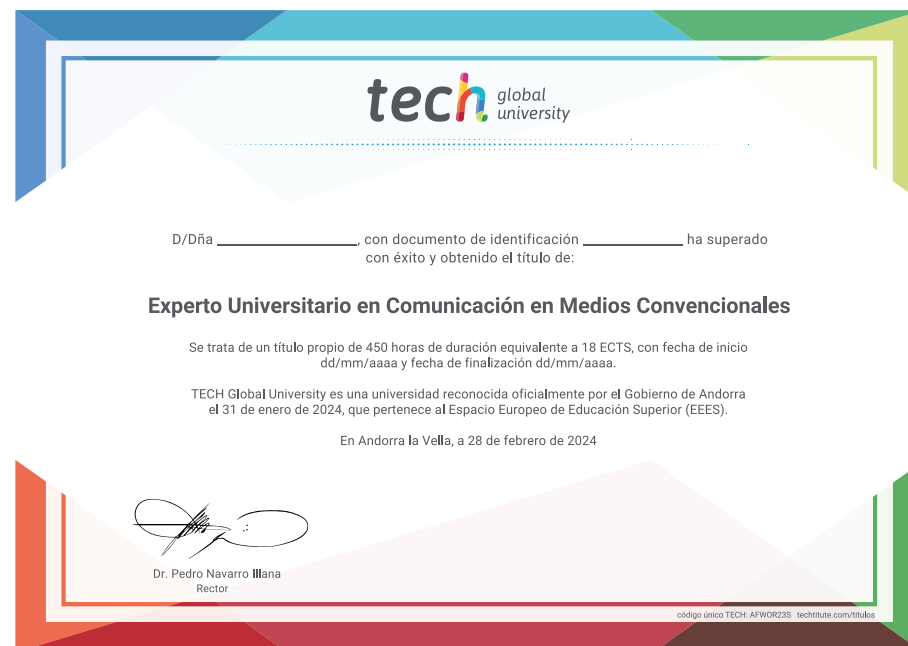 tech global
university
D/Dña ____________________, con documento de identificación ______________ ha superado
con éxito y obtenido el título de:
Experto Universitario en Comunicación en Medios Convencionales
Se trata de un título propio de 450 horas de duración equivalente a 18 ECTS, con fecha de inicio
dd/mm/aaaa y fecha de finalización dd/mm/aaaa.
TECH Global University es una universidad reconocida oficialmente por el Gobierno de Andorra
el 31 de enero de 2024, que pertenece al Espacio Europeo de Educación Superior (EEES).
En Andorra la Vella, a 28 de febrero de 2024
Dr. Pedro Navarro Illana
Rector
código único TECH: AFWOR23S techtitute.com/titulos